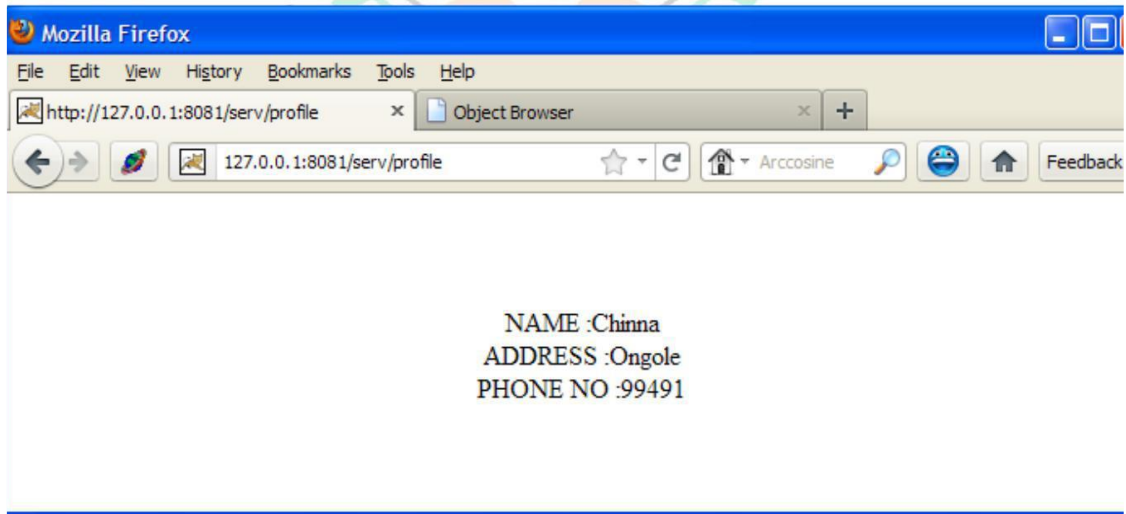 Mozilla Firefox
File Edit View History Bookmarks Tools Help
http://127.0.0.1:8081/serv/profile Object Browser
127.0.0.1:8081/serv/profile Arccosine Feedback
NAME :Chinna
ADDRESS :Ongole
PHONE NO :99491